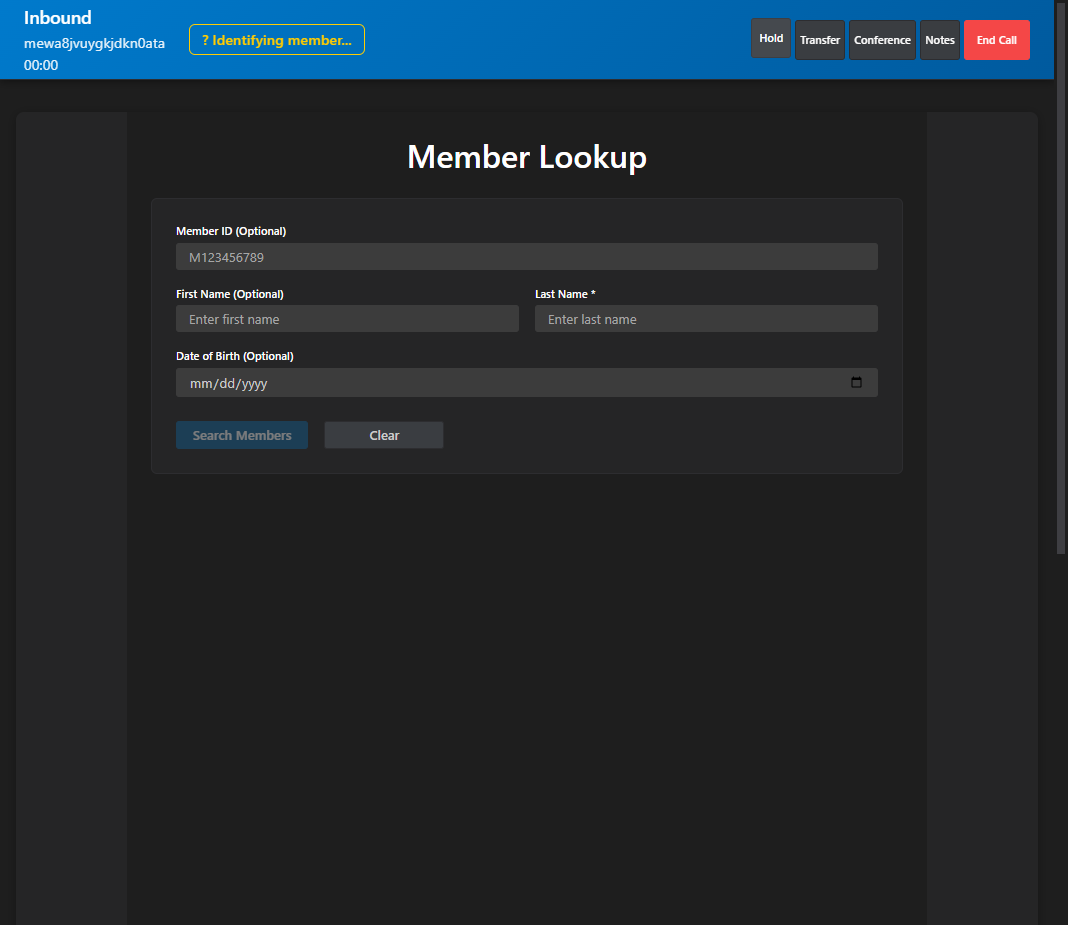 Inbound
mewa8jvuygkjdkn0ata
00:00
? Identifying member...
Hold
Transfer
Conference
Notes
End Call
Member Lookup
Member ID (Optional)
M123456789
First Name (Optional)
Last Name *
Enter first name
Enter last name
Date of Birth (Optional)
mm/dd/yyyy
Search Members
Clear